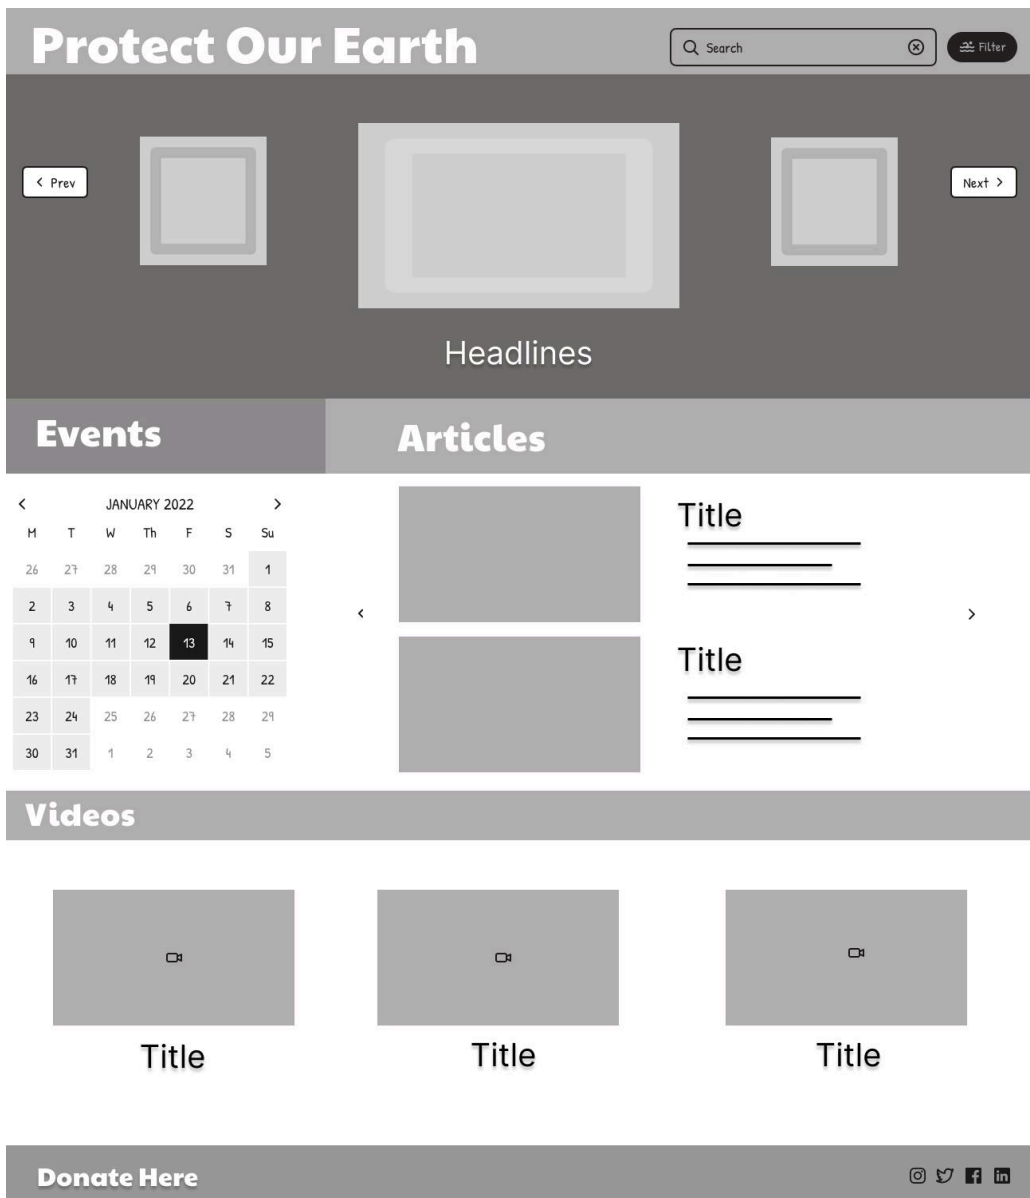 Protect Our Earth
Search
Filter
Prev
Next
Headlines
Events
Articles
JANUARY 2022
M T W Th F S Su
26 27 28 29 30 31 1
2 3 4 5 6 7 8
9 10 11 12 13 14 15
16 17 18 19 20 21 22
23 24 25 26 27 28 29
30 31 1 2 3 4 5
Title
Title
Videos
Title Title Title
Donate Here